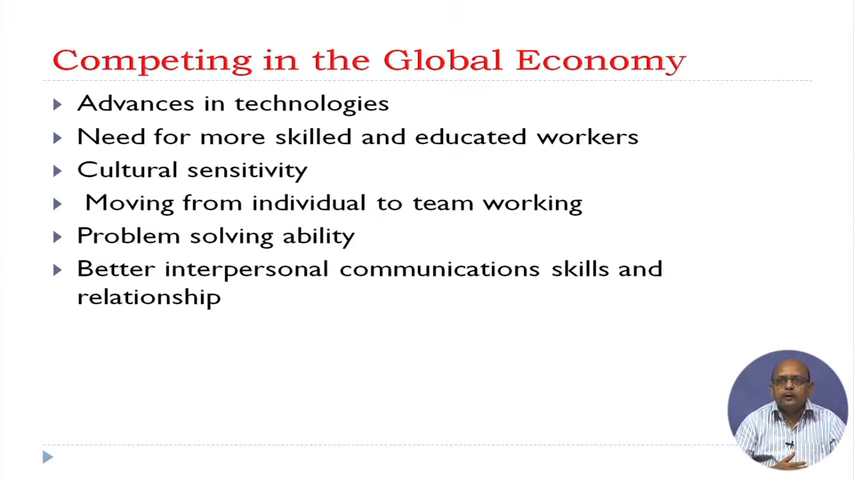 Competing in the Global Economy
Advances in technologies
Need for more skilled and educated workers
Cultural sensitivity
Moving from individual to team working
Problem solving ability
Better interpersonal communications skills and
relationship